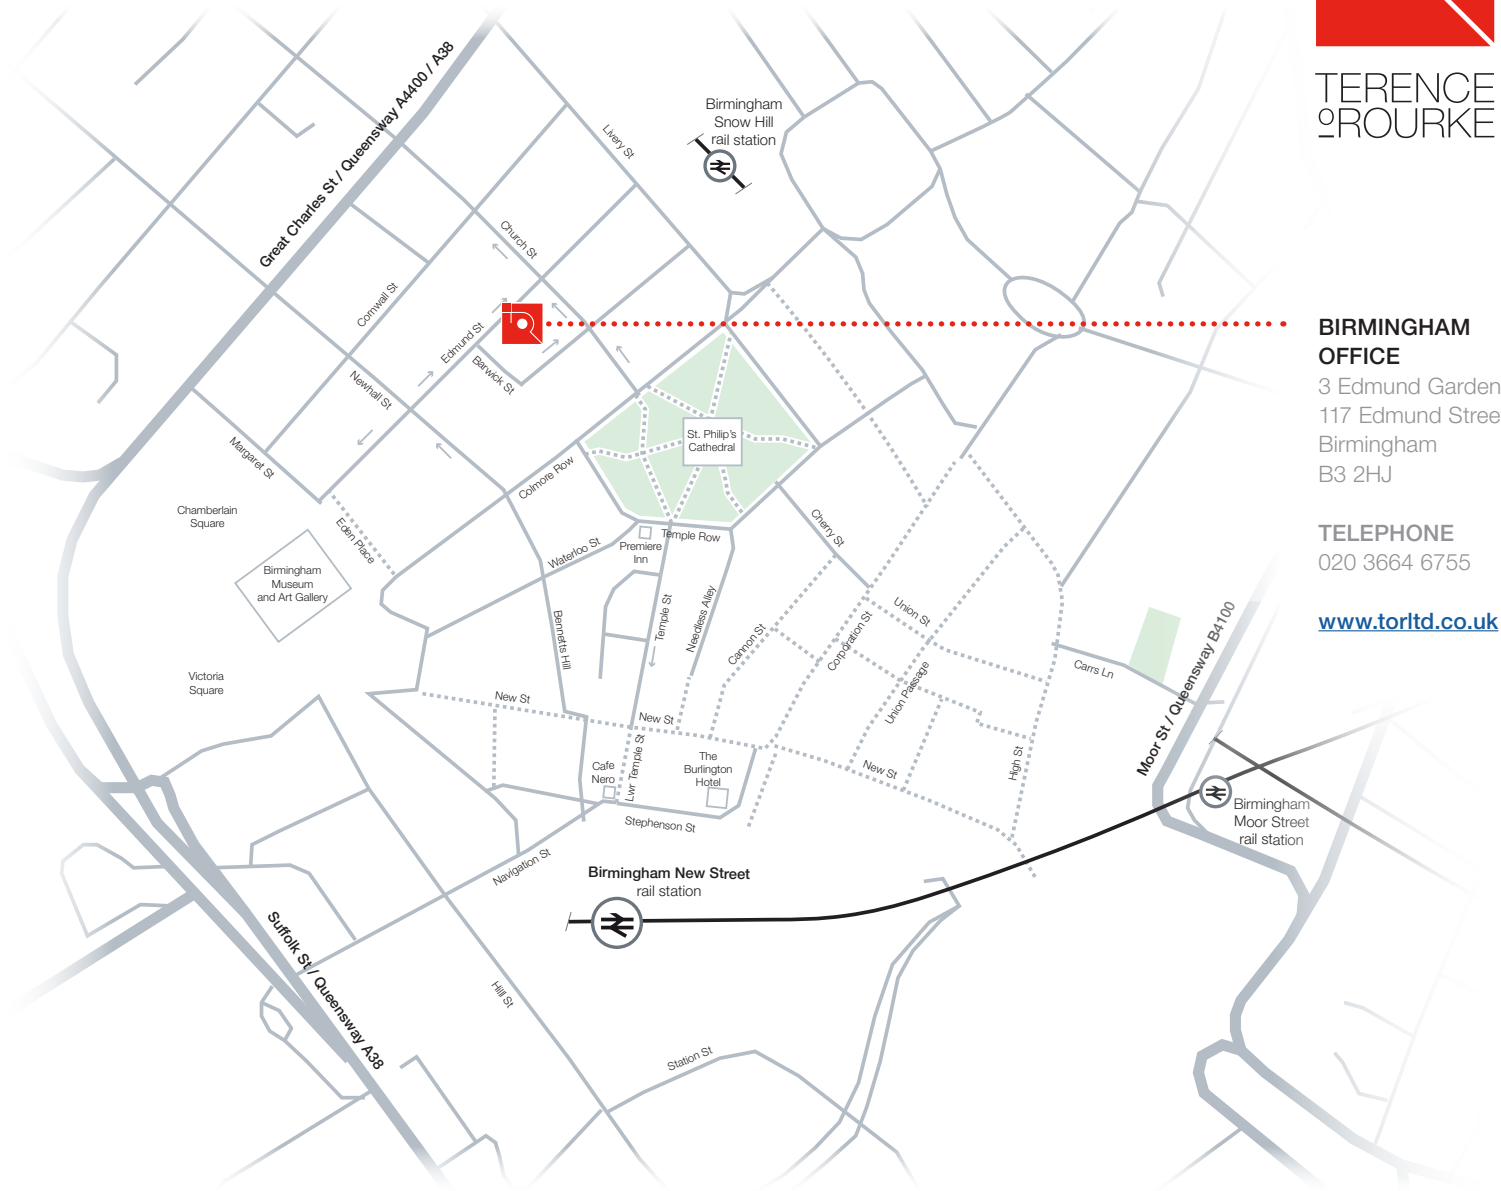 TERENCE
OROURKE
BIRMINGHAM
OFFICE
3 Edmund Garden
117 Edmund Stree
Birmingham
B3 2HJ
TELEPHONE
020 3664 6755
www.torltd.co.uk
Great Charles St / Queensway A4400 / A38
Livery St
Birmingham
Snow Hill
rail station
Church St
Cornwall St
Edmund St
Barwick St
Newhall St
Margaret St
Colmore Row
St. Philip's
Cathedral
Chamberlain
Square
Eden Place
Birmingham
Museum
and Art Gallery
Waterloo St
Premiere
Inn
Temple Row
Cherry St
Bennetts Hill
Temple St
Needless Alley
Cannon St
Corporation St
Union St
Union Passage
Carrs Ln
Moor St / Queensway B4100
Victoria
Square
New St
New St
New St
High St
Cafe
Nero
Lwr Temple St
The
Burlington
Hotel
Stephenson St
Navigation St
Birmingham
Moor Street
rail station
Birmingham New Street
rail station
Suffolk St / Queensway A38
Hill St
Station St